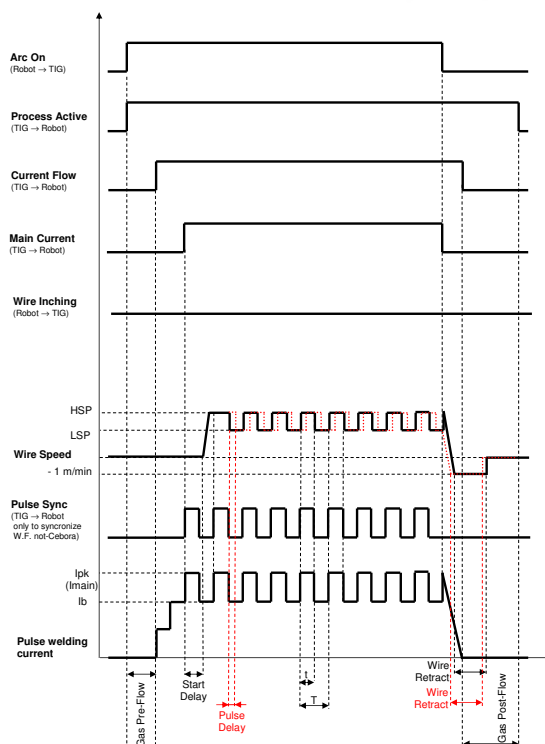 Arc On
(Robot → TIG)
Process Active
(TIG → Robot)
Current Flow
(TIG → Robot)
Main Current
(TIG → Robot)
Wire Inching
(Robot → TIG)
HSP
LSP
Wire Speed
- 1 m/min
Pulse Sync
(TIG → Robot
only to syncronize
W.F. not-Cebora)
Ipk
(Imain)
Ib
Pulse welding
current
Gas Pre-Flow
Start
Delay
Pulse
Delay
t
T
Wire
Retract
Wire
Retract
Gas Post-Flow